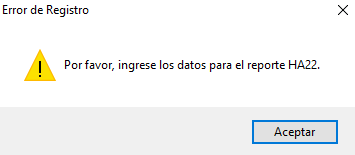 Error de Registro
Por favor, ingrese los datos para el reporte HA22.
Aceptar